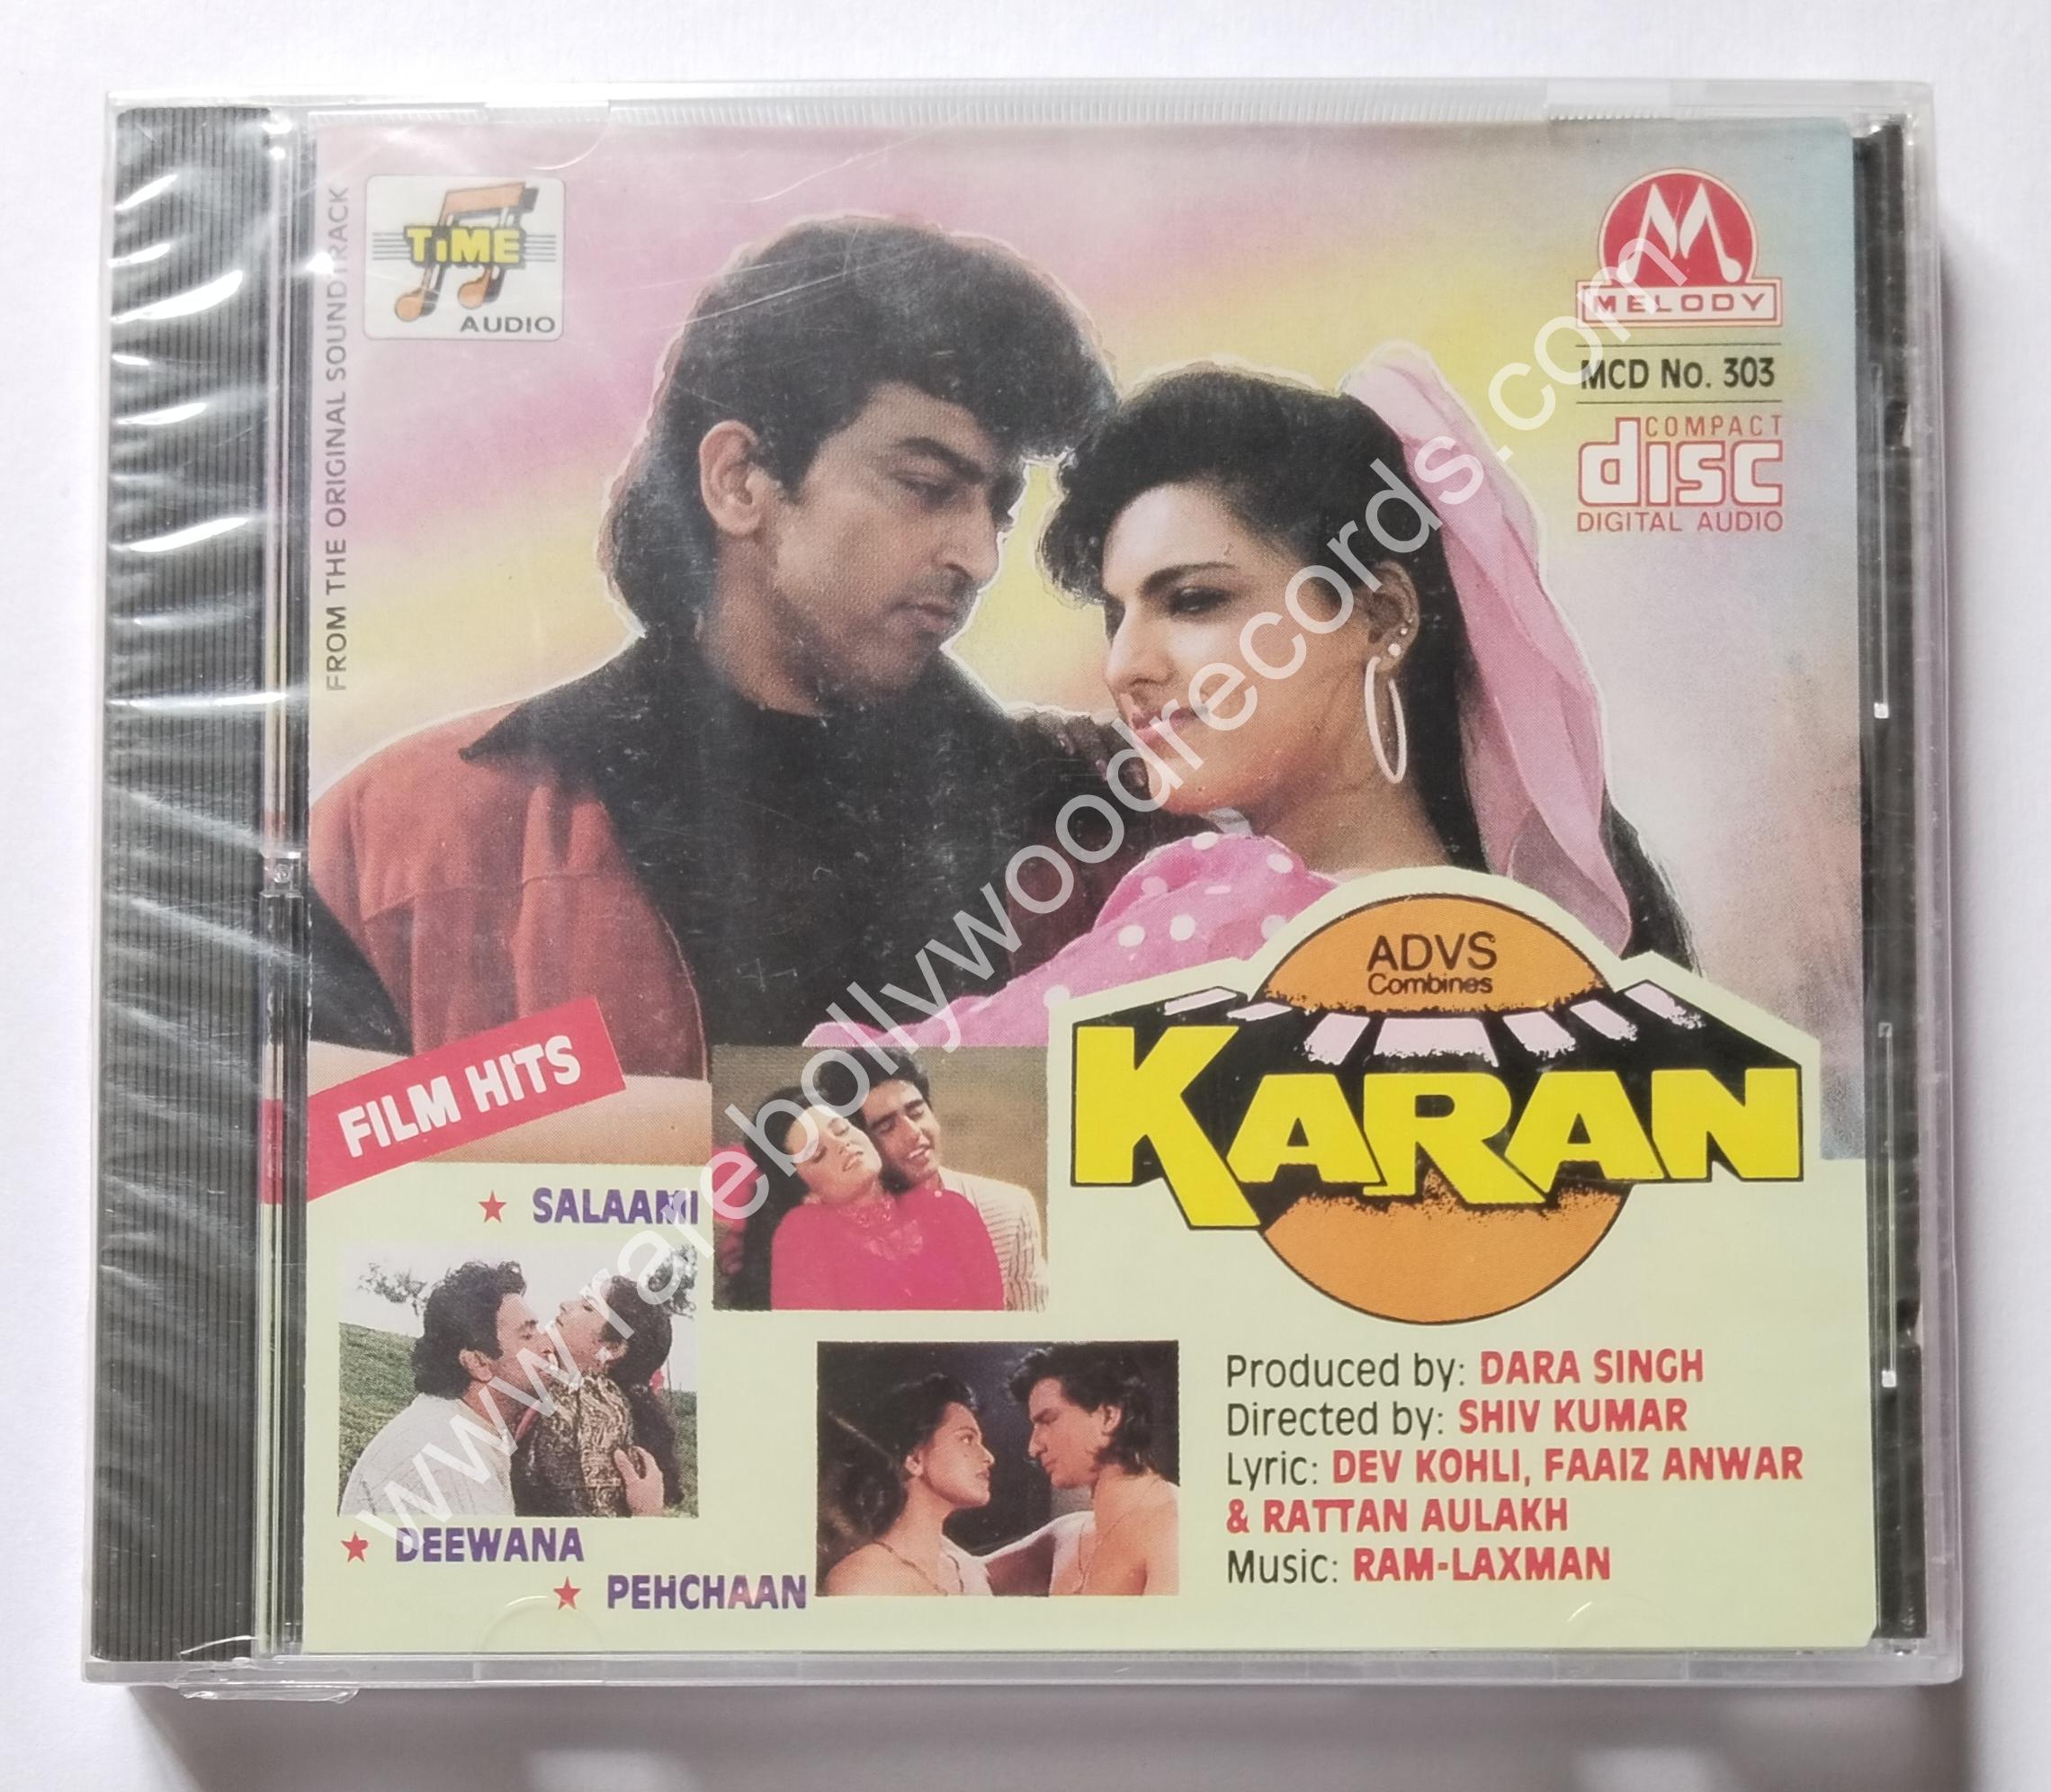 FROM THE ORIGINAL SOUNDTRACK
TiME
AUDIO
M
MELODY
MCD No. 303
COMPACT
disc
DIGITAL AUDIO
ADVS
Combines
KARAN
FILM HITS
★ SALAAMI
★ DEEWANA
★ PEHCHAAN
Produced by: DARA SINGH
Directed by: SHIV KUMAR
Lyric: DEV KOHLI, FAAIZ ANWAR
& RATTAN AULAKH
Music: RAM-LAXMAN
www.rarebollywoodrecords.com